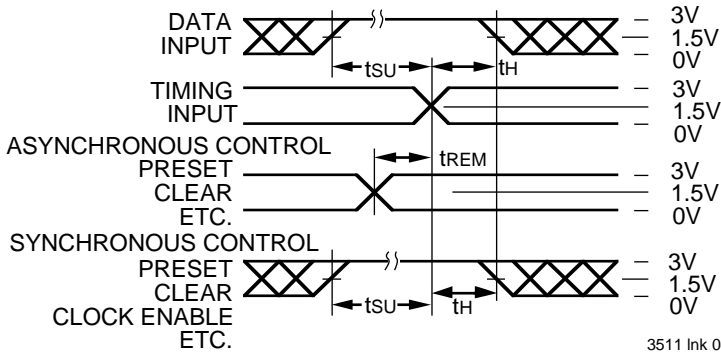 DATA 3V
INPUT 1.5V
0V
tSU tH
TIMING 3V
INPUT 1.5V
0V
ASYNCHRONOUS CONTROL
tREM
PRESET 3V
CLEAR 1.5V
ETC. 0V
SYNCHRONOUS CONTROL
PRESET 3V
CLEAR 1.5V
tSU tH 0V
CLOCK ENABLE
ETC.
3511 lnk 0